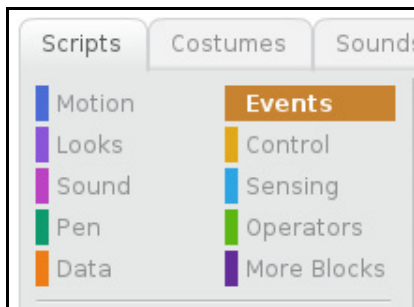 Scripts Costumes Sounds
Motion Events
Looks Control
Sound Sensing
Pen Operators
Data More Blocks